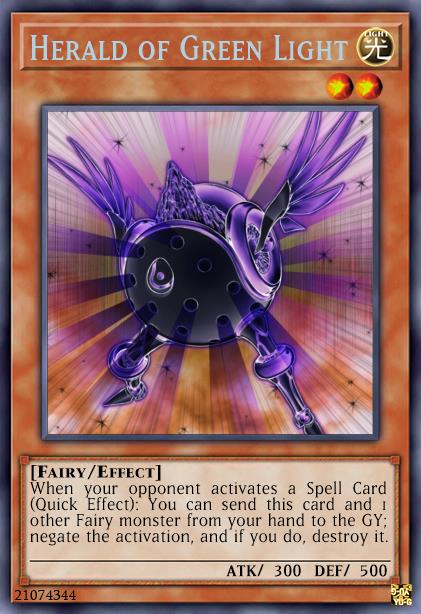 HERALD OF GREEN LIGHT
LIGHT
光
[FAIRY/EFFECT]
When your opponent activates a Spell Card
(Quick Effect): You can send this card and 1
other Fairy monster from your hand to the GY;
negate the activation, and if you do, destroy it.
ATK/ 300 DEF/ 500
21074344